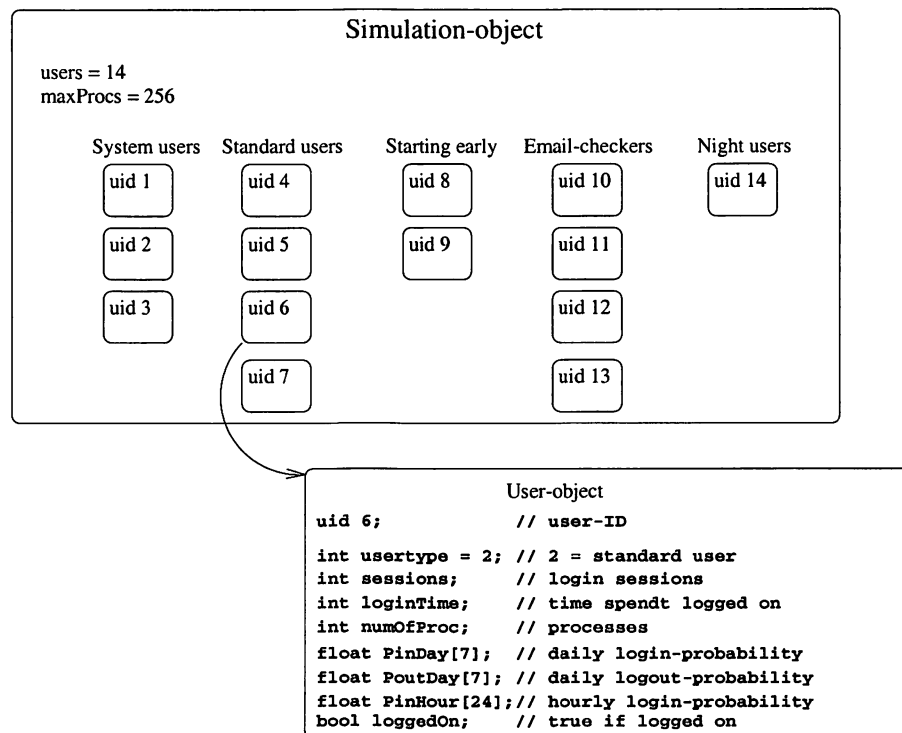 Simulation-object
users = 14
maxProcs = 256
System users Standard users Starting early Email-checkers Night users
uid 1 uid 4 uid 8 uid 10 uid 14
uid 2 uid 5 uid 9 uid 11
uid 3 uid 6 uid 12
uid 7 uid 13
User-object
uid 6; // user-ID
int usertype = 2; // 2 = standard user
int sessions; // login sessions
int loginTime; // time spendt logged on
int numOfProc; // processes
float PinDay[7]; // daily login-probability
float PoutDay[7]; // daily logout-probability
float PinHour[24];// hourly login-probability
bool loggedOn; // true if logged on